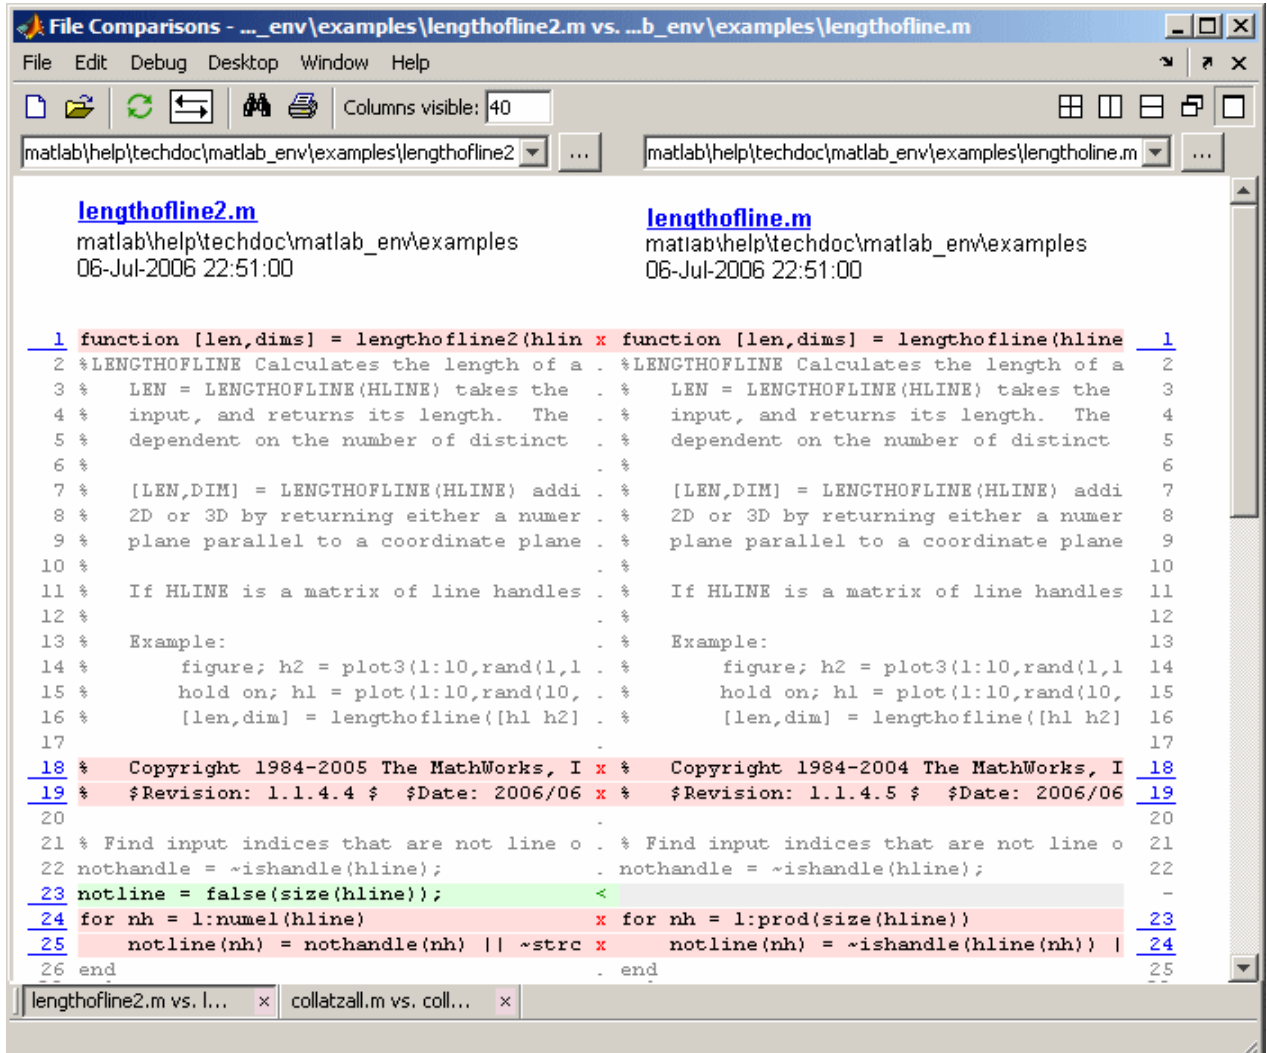 File Comparisons - ..._env\examples\lengthofline2.m vs. ...b_env\examples\lengthofline.m
File Edit Debug Desktop Window Help
Columns visible: 40
matlab\help\techdoc\matlab_env\examples\lengthofline2 ... matlab\help\techdoc\matlab_env\examples\lengtholine.m ...
lengthofline2.m lengthofline.m
matlab\help\techdoc\matlab_env\examples matlab\help\techdoc\matlab_env\examples
06-Jul-2006 22:51:00 06-Jul-2006 22:51:00
1 function [len,dims] = lengthofline2(hlin x function [len,dims] = lengthofline(hline 1
2 %LENGTHOFLINE Calculates the length of a . %LENGTHOFLINE Calculates the length of a 2
3 % LEN = LENGTHOFLINE(HLINE) takes the . % LEN = LENGTHOFLINE(HLINE) takes the 3
4 % input, and returns its length. The . % input, and returns its length. The 4
5 % dependent on the number of distinct . % dependent on the number of distinct 5
6 % . % 6
7 % [LEN,DIM] = LENGTHOFLINE(HLINE) addi . % [LEN,DIM] = LENGTHOFLINE(HLINE) addi 7
8 % 2D or 3D by returning either a numer . % 2D or 3D by returning either a numer 8
9 % plane parallel to a coordinate plane . % plane parallel to a coordinate plane 9
10 % . % 10
11 % If HLINE is a matrix of line handles . % If HLINE is a matrix of line handles 11
12 % . % 12
13 % Example: . % Example: 13
14 % figure; h2 = plot3(1:10,rand(1,1 . % figure; h2 = plot3(1:10,rand(1,1 14
15 % hold on; h1 = plot(1:10,rand(10, . % hold on; h1 = plot(1:10,rand(10, 15
16 % [len,dim] = lengthofline([h1 h2] . % [len,dim] = lengthofline([h1 h2] 16
17 . 17
18 % Copyright 1984-2005 The MathWorks, I x % Copyright 1984-2004 The MathWorks, I 18
19 % $Revision: 1.1.4.4 $ $Date: 2006/06 x % $Revision: 1.1.4.5 $ $Date: 2006/06 19
20 . 20
21 % Find input indices that are not line o . % Find input indices that are not line o 21
22 nothandle = ~ishandle(hline); . nothandle = ~ishandle(hline); 22
23 notline = false(size(hline)); < -
24 for nh = 1:numel(hline) x for nh = 1:prod(size(hline)) 23
25 notline(nh) = nothandle(nh) || ~strc x notline(nh) = ~ishandle(hline(nh)) | 24
26 end . end 25
lengthofline2.m vs. l... × collatzall.m vs. coll... ×